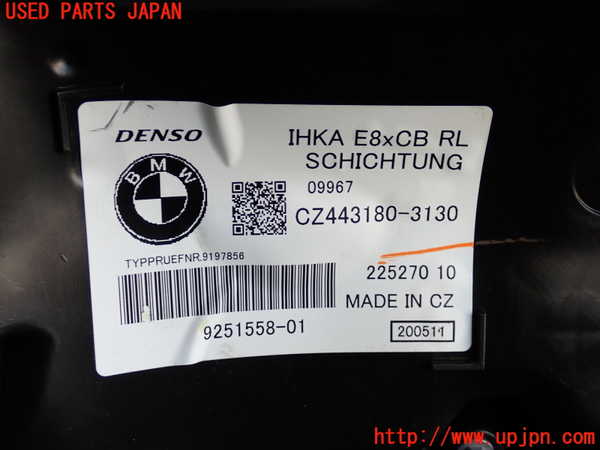 USED PARTS JAPAN
DENSO
IHKA E8xCB RL
SCHICHTUNG
BMW
09967
CZ443180-3130
TYPPRUEFNR.9197856
225270 10
MADE IN CZ
9251558-01
200511
© www.upjpn.com